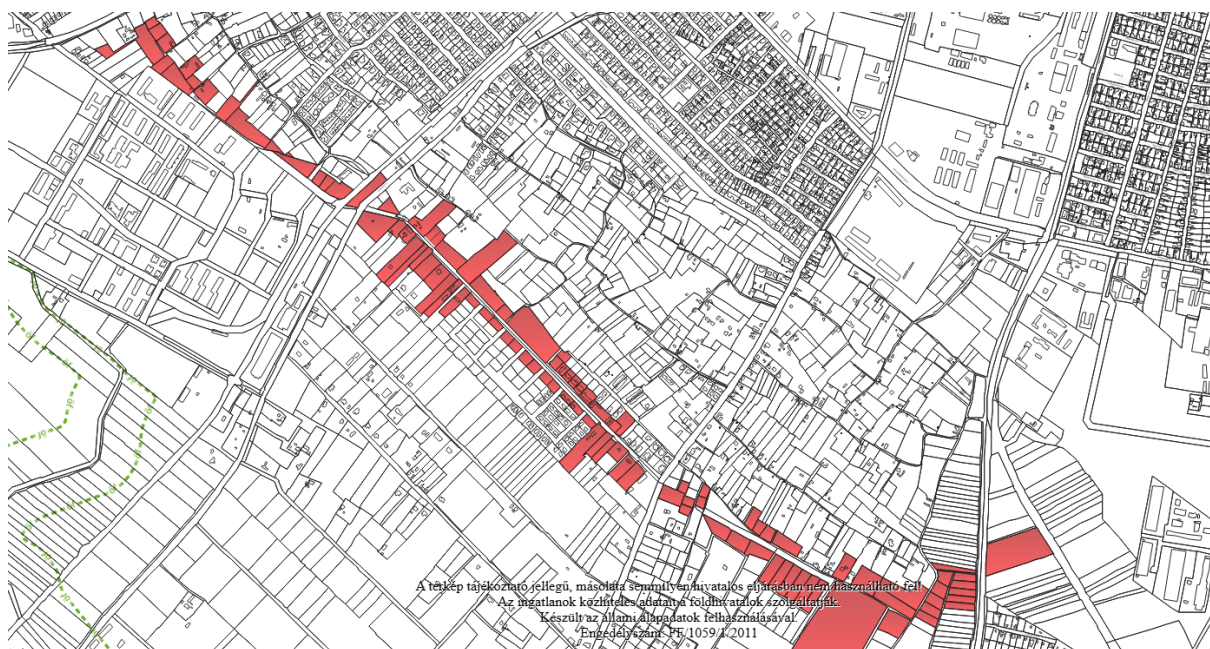 A térkép tájékoztató jellegű, másolata semmilyen hivatalos eljárásban nem használható fel!
Az ingatlanok közhiteles adatait a földhivatalok szolgáltatják.
Készült az állami alapadatok felhasználásával.
Engedélyszám: PF/1059/1/2011